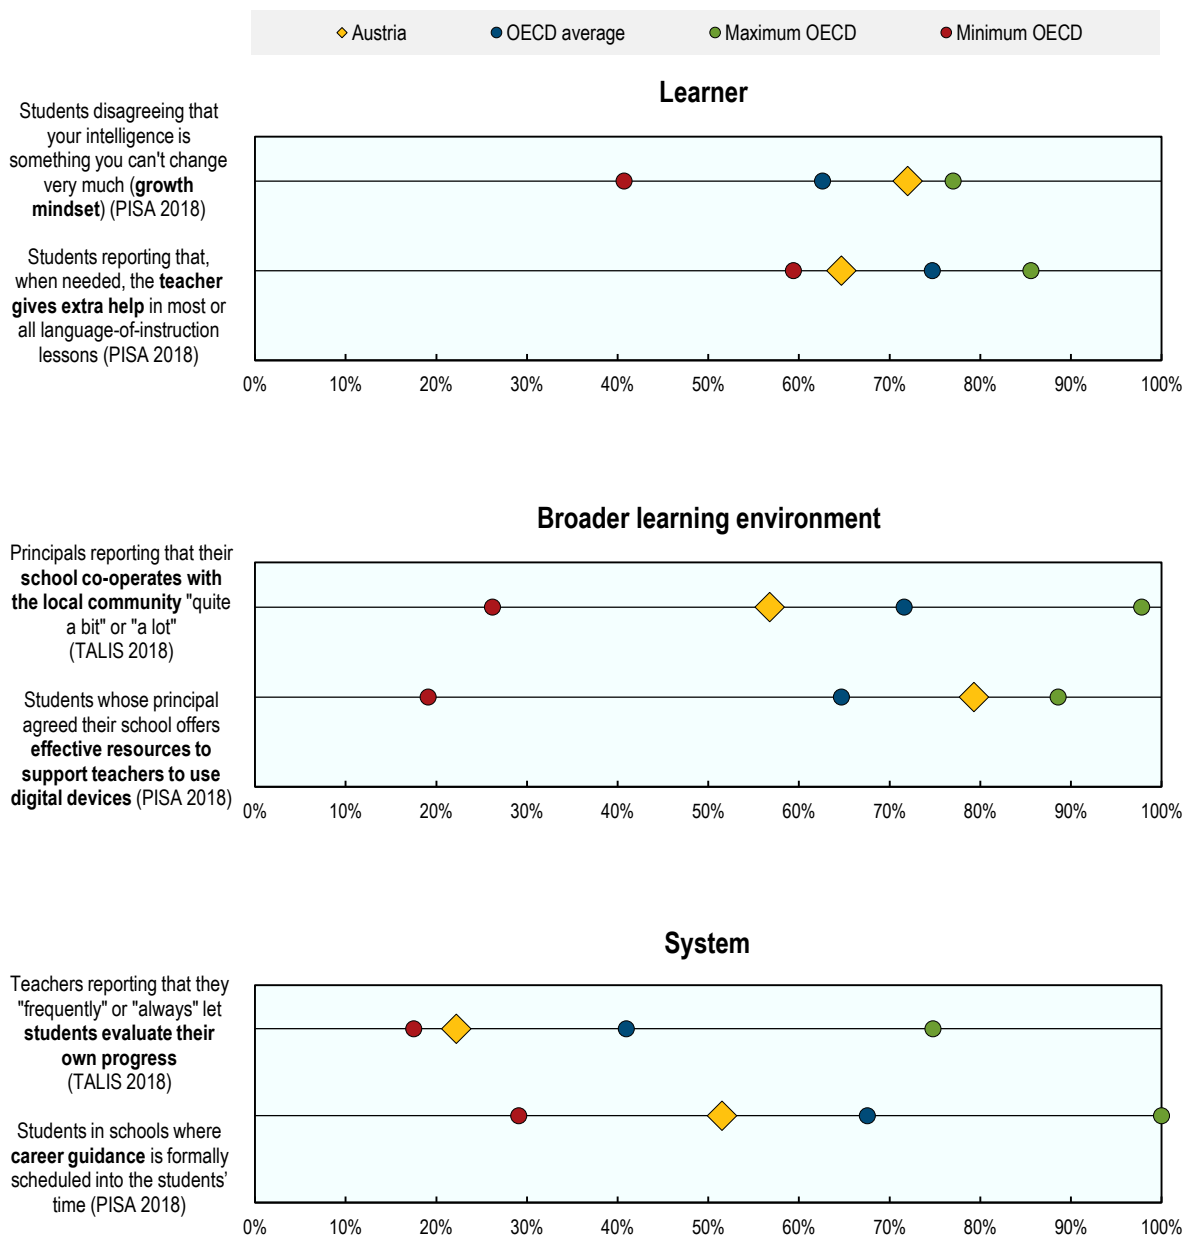 Austria
OECD average
Maximum OECD
Minimum OECD
Learner
Students disagreeing that
your intelligence is
something you can't change
very much (growth
mindset) (PISA 2018)
Students reporting that,
when needed, the teacher
gives extra help in most or
all language-of-instruction
lessons (PISA 2018)
0% 10% 20% 30% 40% 50% 60% 70% 80% 90% 100%
Broader learning environment
Principals reporting that their
school co-operates with
the local community "quite
a bit" or "a lot"
(TALIS 2018)
Students whose principal
agreed their school offers
effective resources to
support teachers to use
digital devices (PISA 2018)
0% 10% 20% 30% 40% 50% 60% 70% 80% 90% 100%
System
Teachers reporting that they
"frequently" or "always" let
students evaluate their
own progress
(TALIS 2018)
Students in schools where
career guidance is formally
scheduled into the students’
time (PISA 2018)
0% 10% 20% 30% 40% 50% 60% 70% 80% 90% 100%